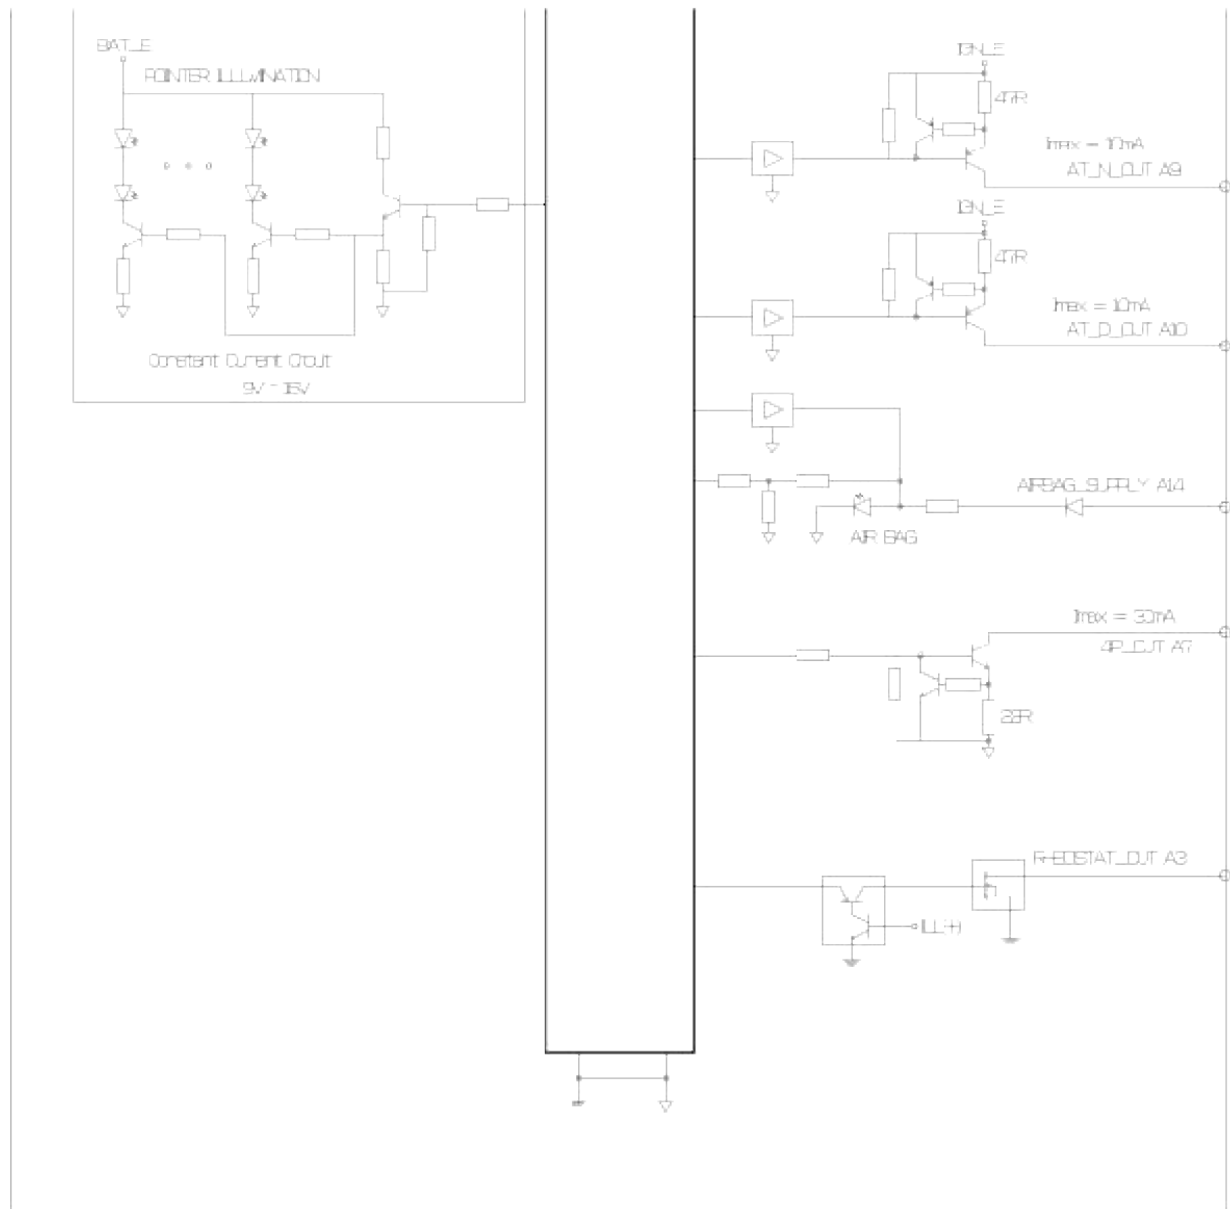 BAT_E
POINTER ILLUMINATION
Constant Current Circuit
9V ~ 16V
IGN_E
47R
Imax = 10mA
AT_N_OUT A9
IGN_E
47R
Imax = 10mA
AT_D_OUT A10
AIRBAG_SUPPLY A14
AIR BAG
Imax = 30mA
4P_OUT A7
RHEOSTAT_OUT A3
ILL(+)